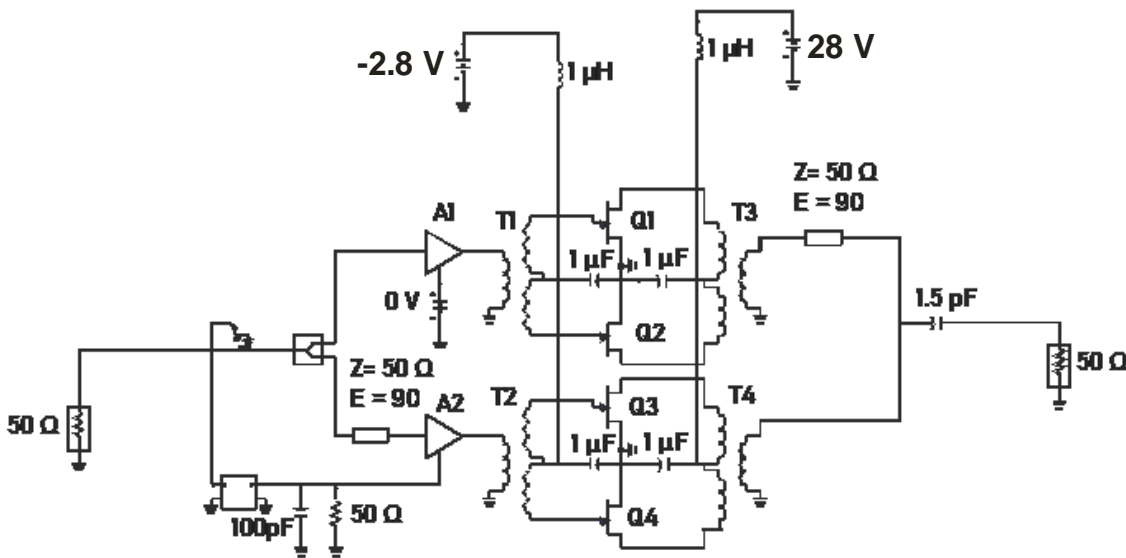 -2.8 V
1 µH
1 µH
28 V
Z= 50 Ω
E = 90
A1
T1
Q1
T3
1 µF
1 µF
0 V
1.5 pF
Q2
Z= 50 Ω
E = 90
50 Ω
A2
T2
Q3
T4
50 Ω
1 µF
1 µF
100pF
50 Ω
Q4